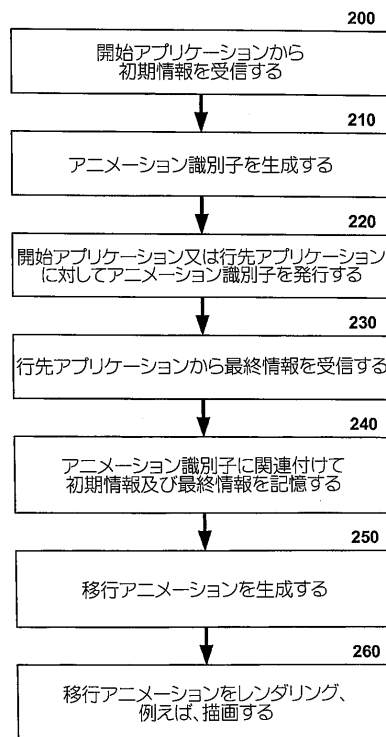 200
開始アプリケーションから
初期情報を受信する
210
アニメーション識別子を生成する
220
開始アプリケーション又は行先アプリケーション
に対してアニメーション識別子を発行する
230
行先アプリケーションから最終情報を受信する
240
アニメーション識別子に関連付けて
初期情報及び最終情報を記憶する
250
移行アニメーションを生成する
260
移行アニメーションをレンダリング、
例えば、描画する